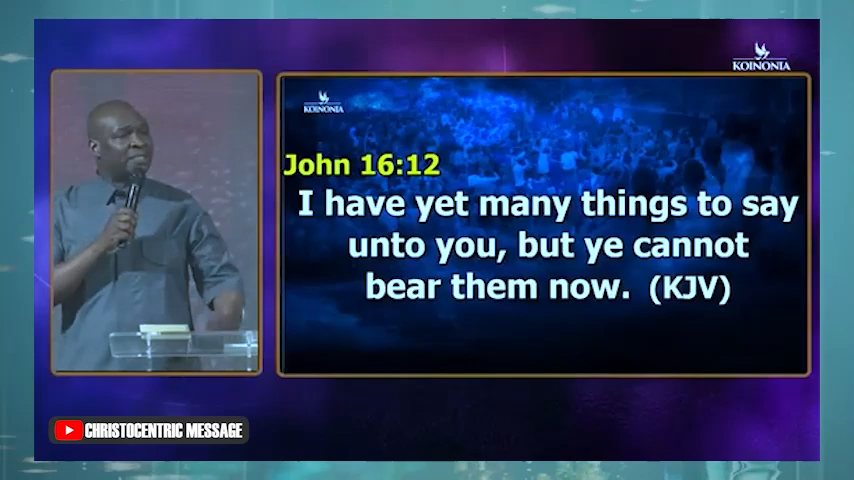 KOINONIA
KOINONIA
John 16:12
I have yet many things to say
unto you, but ye cannot
bear them now. (KJV)
CHRISTOCENTRIC MESSAGE